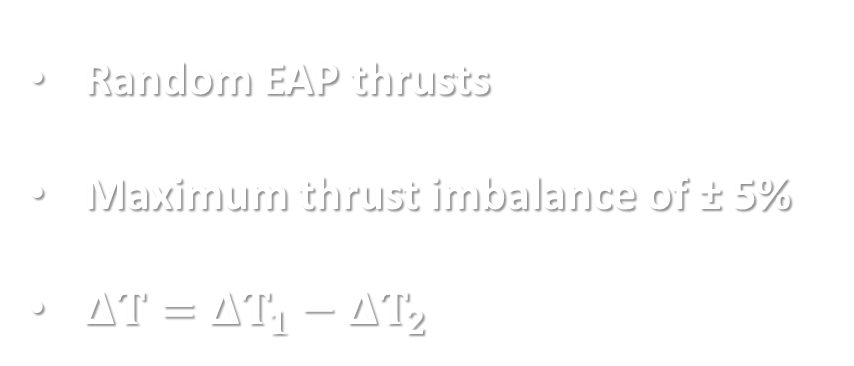 • Random EAP thrusts
• Maximum thrust imbalance of ± 5%
• ΔT = ΔT₁ − ΔT₂